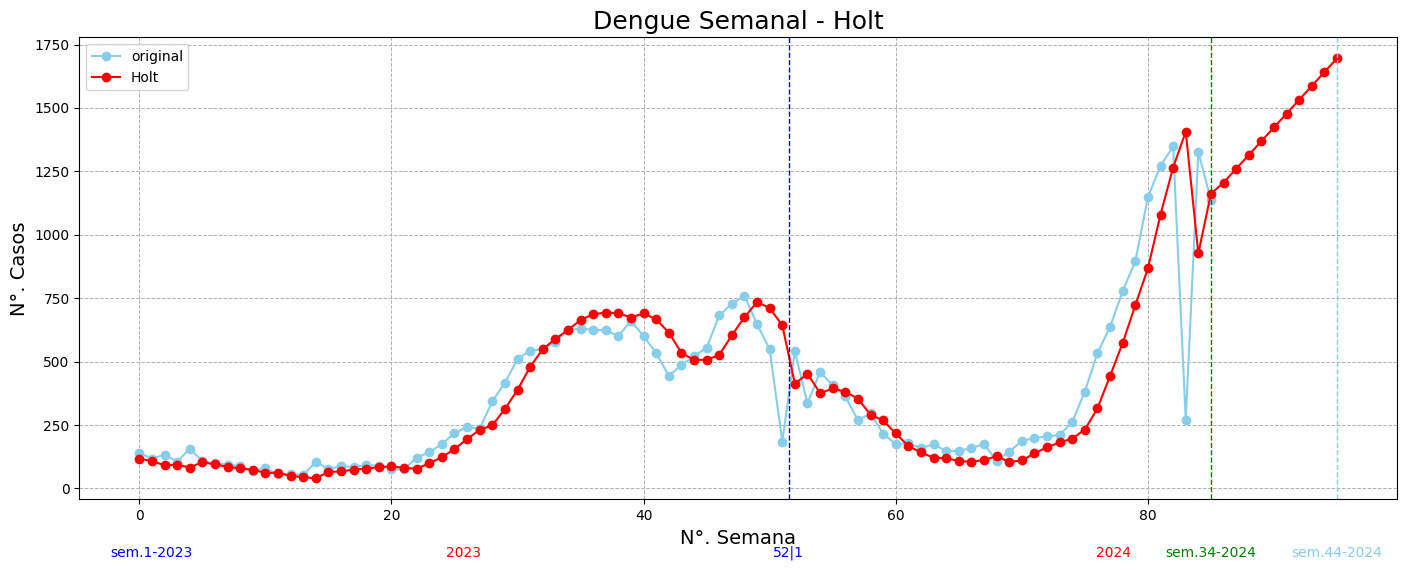 Dengue Semanal - Holt
original
Holt
N°. Casos
1750
1500
1250
1000
750
500
250
0
0 20 40 60 80
N°. Semana
sem.1-2023 2023 52|1 2024 sem.34-2024 sem.44-2024